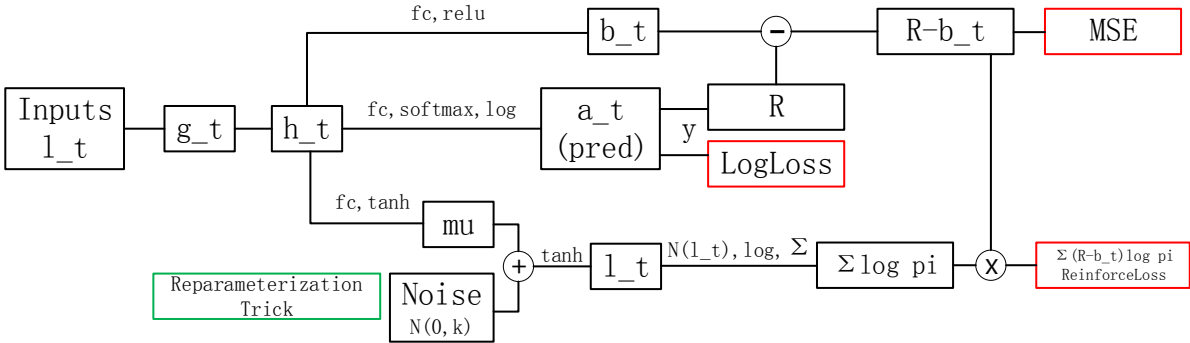 fc,relu
b_t
−
R-b_t
MSE
Inputs
l_t
g_t
h_t
fc,softmax,log
a_t
(pred)
y
R
LogLoss
fc,tanh
mu
+
tanh
l_t
N(l_t),log, Σ
Σlog pi
X
Σ(R-b_t)log pi
ReinforceLoss
Reparameterization
Trick
Noise
N(0,k)